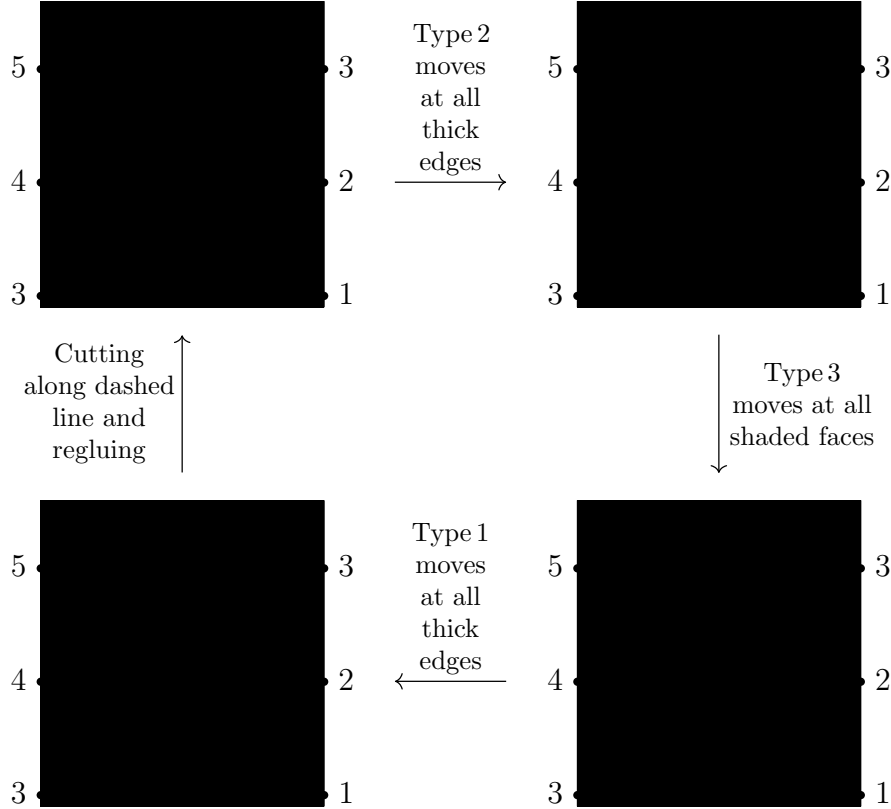 5 3
Type 2
moves
at all
thick
edges
5 3
4 2
4 2
3 1
3 1
Cutting
along dashed
line and
regluing
Type 3
moves at all
shaded faces
5 3
Type 1
moves
at all
thick
edges
5 3
4 2
4 2
3 1
3 1